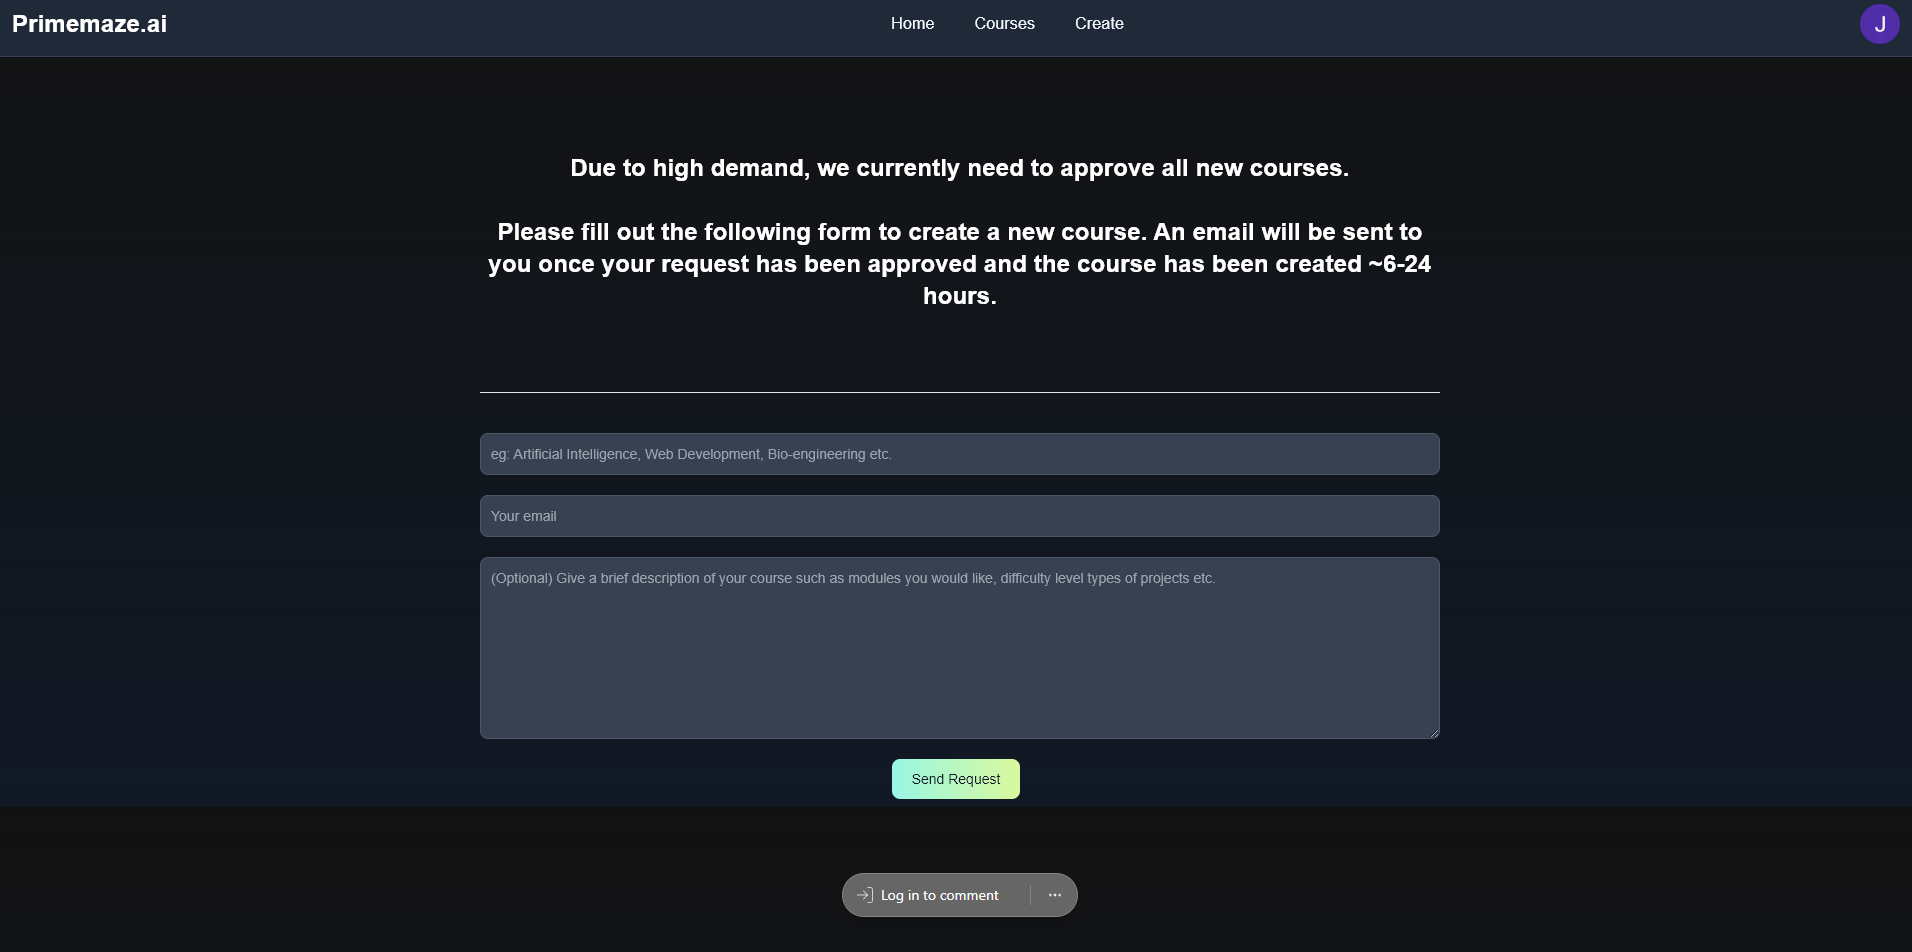 Primemaze.ai
Home
Courses
Create
J
Due to high demand, we currently need to approve all new courses.
Please fill out the following form to create a new course. An email will be sent to
you once your request has been approved and the course has been created ~6-24
hours.
eg: Artificial Intelligence, Web Development, Bio-engineering etc.
Your email
(Optional) Give a brief description of your course such as modules you would like, difficulty level types of projects etc.
Send Request
Log in to comment